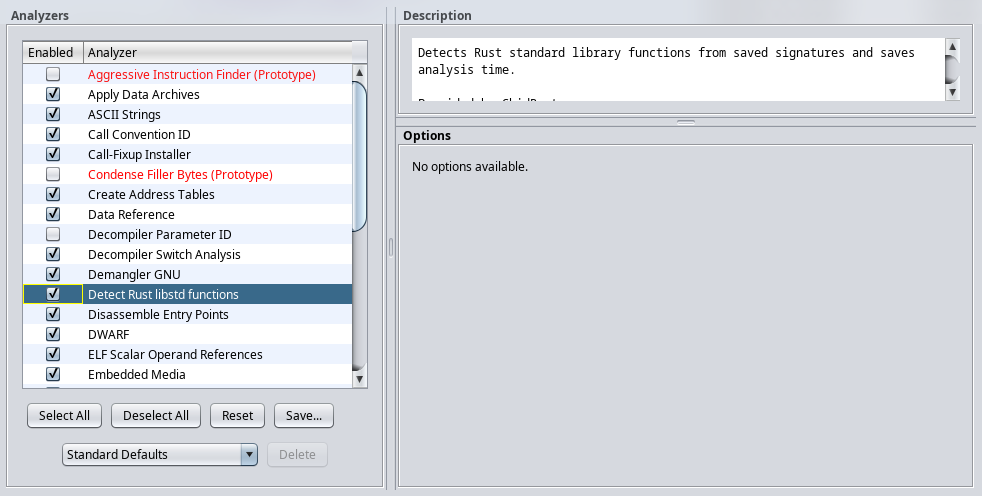 Analyzers
Enabled Analyzer
Aggressive Instruction Finder (Prototype)
Apply Data Archives
ASCII Strings
Call Convention ID
Call-Fixup Installer
Condense Filler Bytes (Prototype)
Create Address Tables
Data Reference
Decompiler Parameter ID
Decompiler Switch Analysis
Demangler GNU
Detect Rust libstd functions
Disassemble Entry Points
DWARF
ELF Scalar Operand References
Embedded Media
Select All Deselect All Reset Save...
Standard Defaults Delete
Description
Detects Rust standard library functions from saved signatures and saves
analysis time.
Options
No options available.